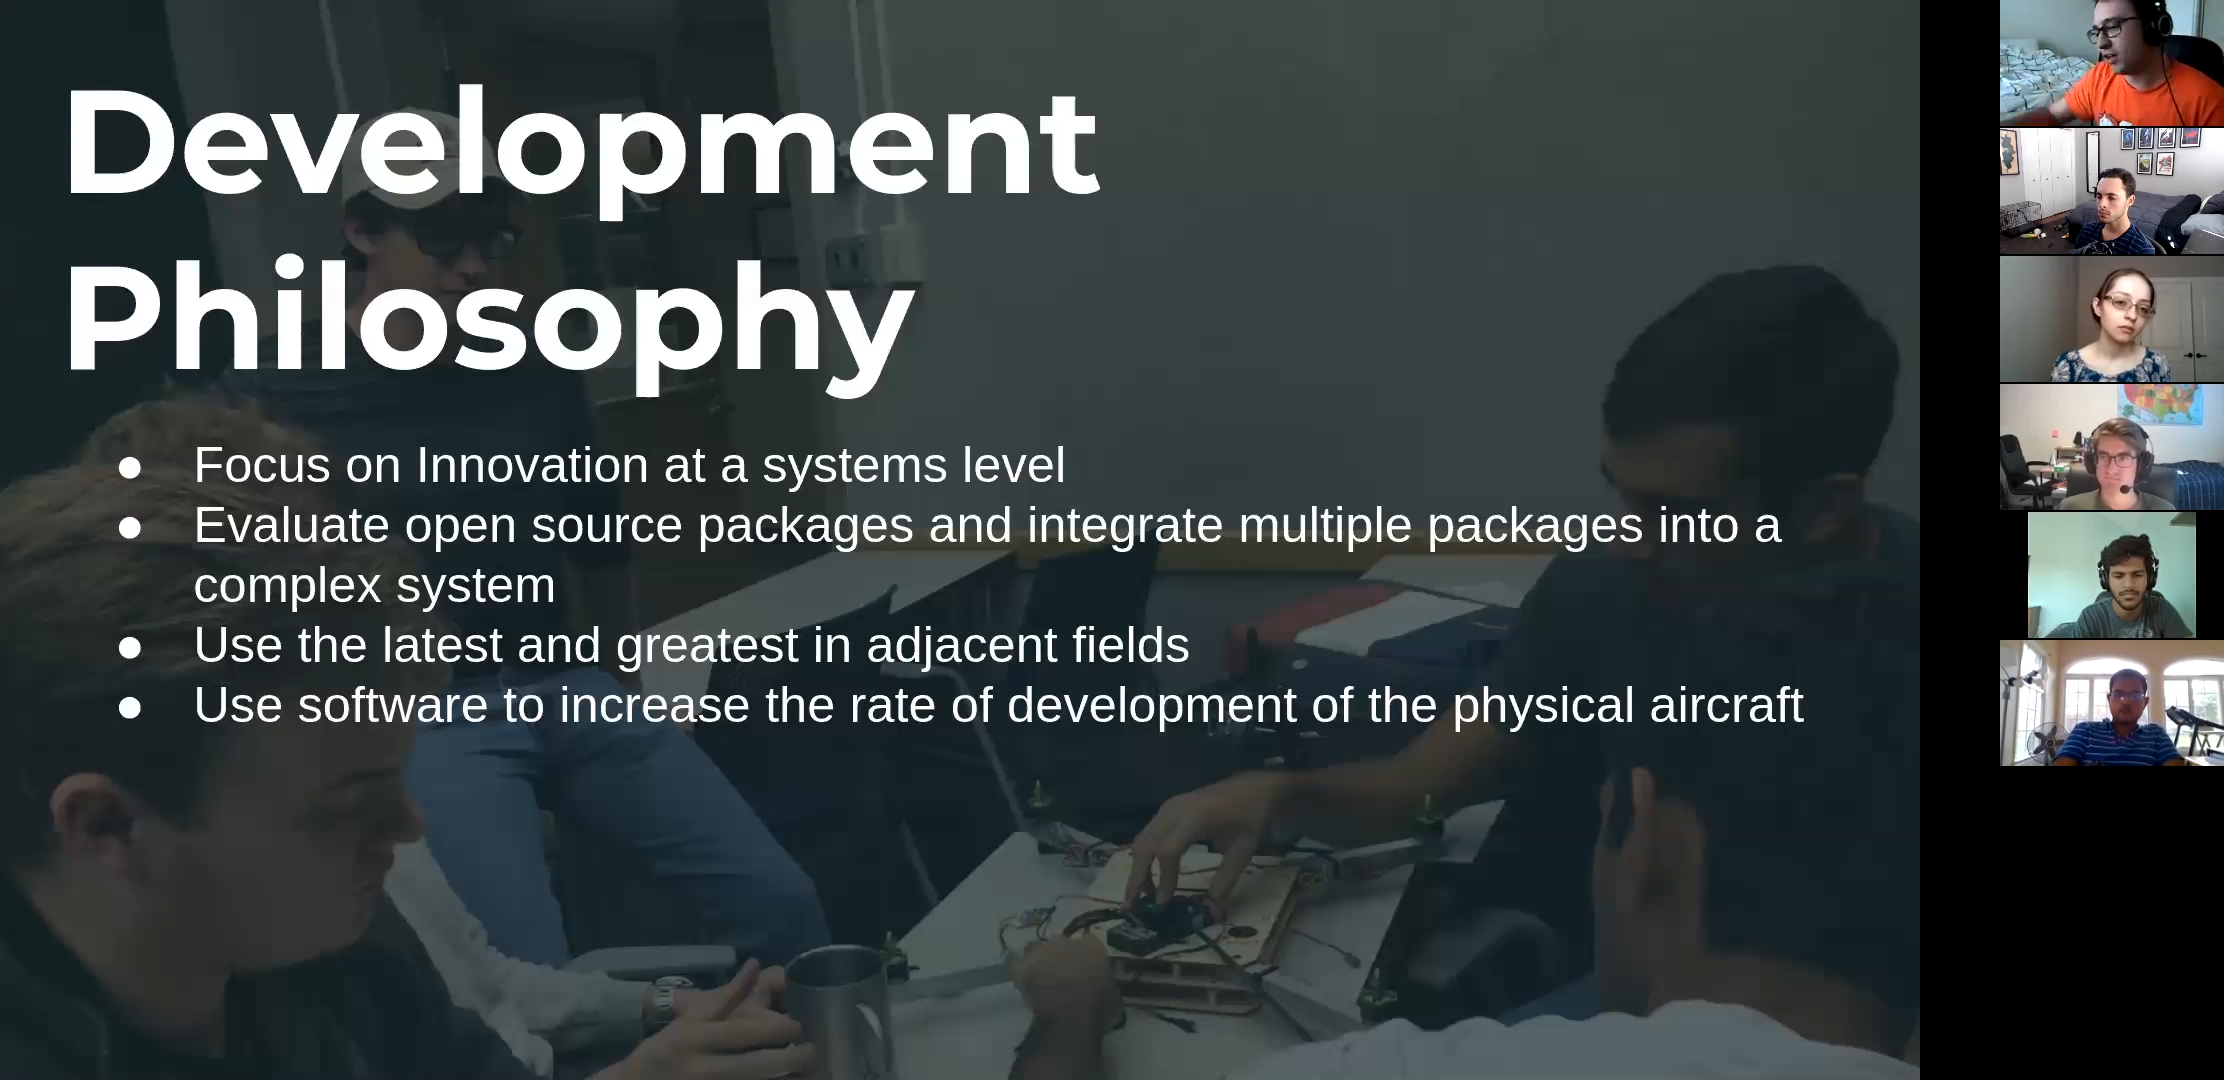 Development
Philosophy
● Focus on Innovation at a systems level
● Evaluate open source packages and integrate multiple packages into a
complex system
● Use the latest and greatest in adjacent fields
● Use software to increase the rate of development of the physical aircraft